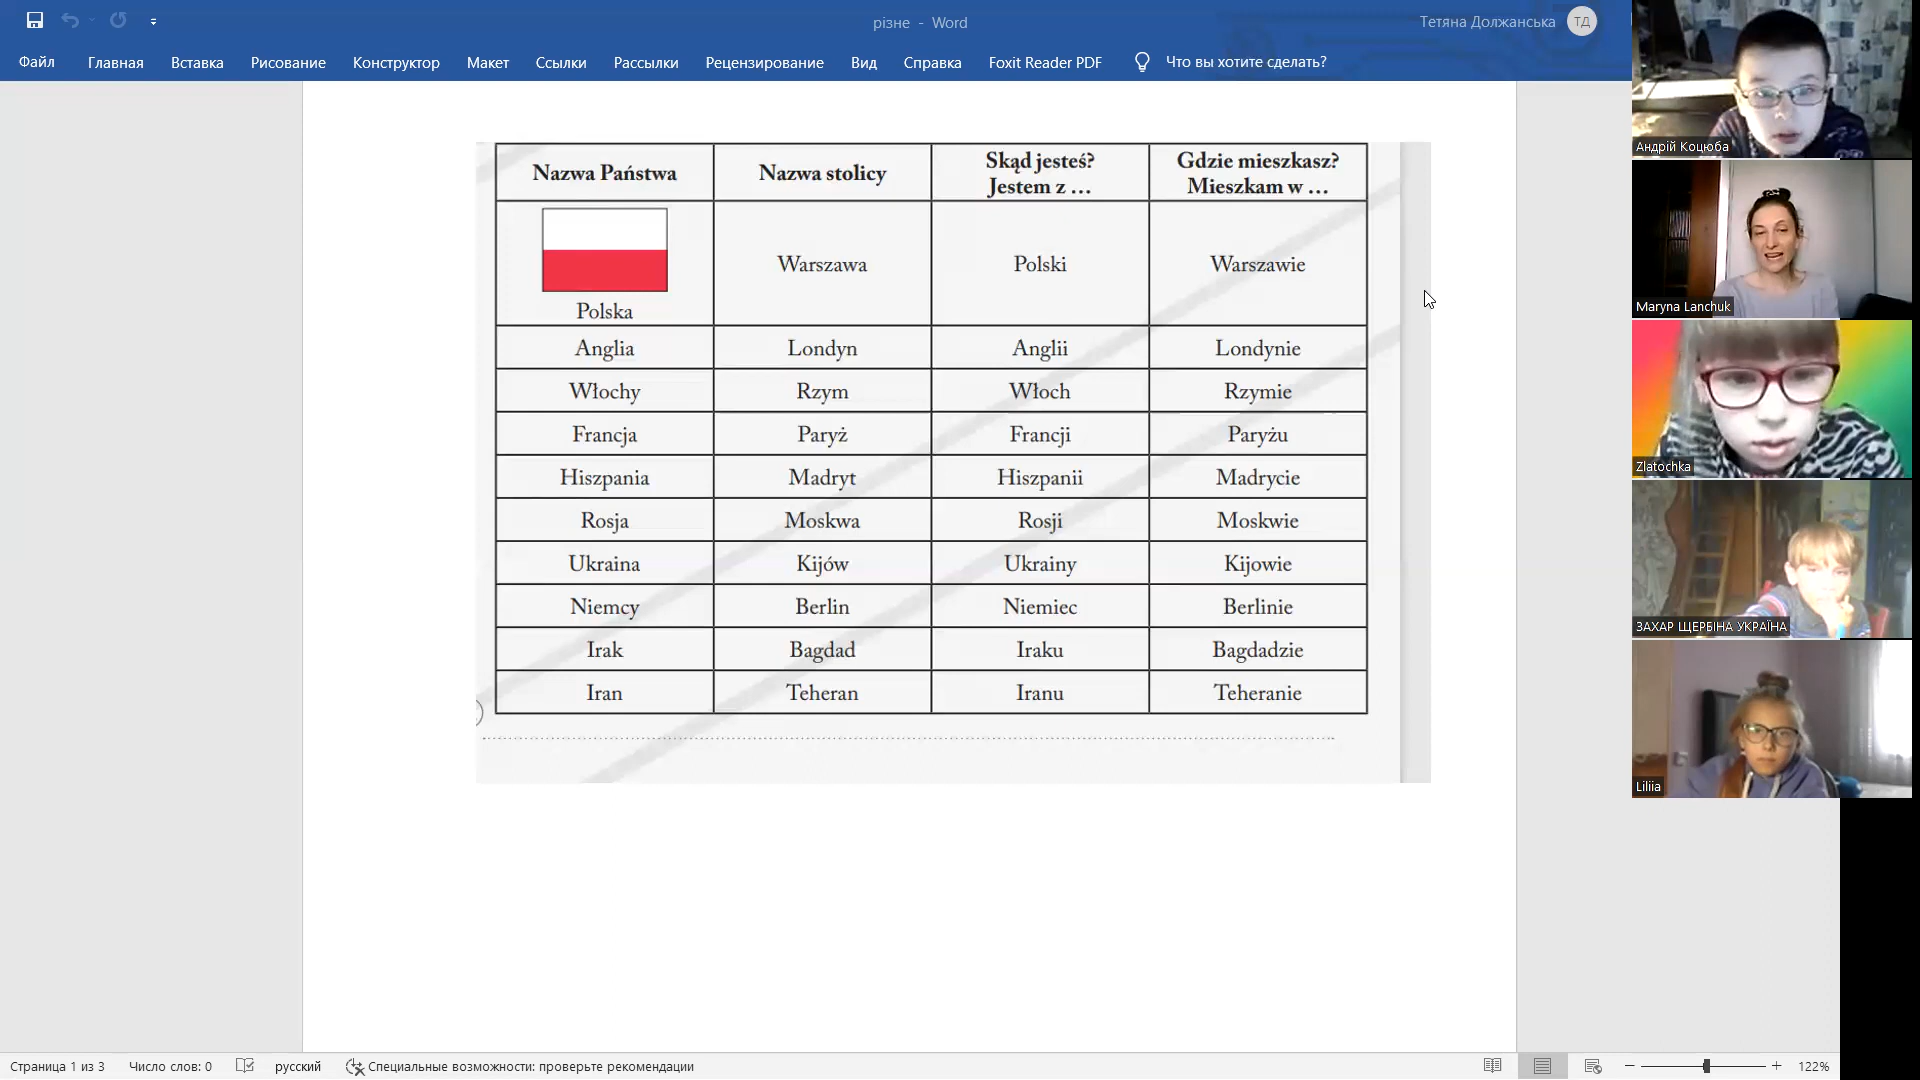 різне - Word
Тетяна Должанська
ТД
Файл Главная Вставка Рисование Конструктор Макет Ссылки Рассылки Рецензирование Вид Справка Foxit Reader PDF Что вы хотите сделать?
Nazwa Państwa Nazwa stolicy Skąd jesteś? Gdzie mieszkasz?
Jestem z ... Mieszkam w ...
Polska Warszawa Polski Warszawie
Anglia Londyn Anglii Londynie
Włochy Rzym Włoch Rzymie
Francja Paryż Francji Paryżu
Hiszpania Madryt Hiszpanii Madrycie
Rosja Moskwa Rosji Moskwie
Ukraina Kijów Ukrainy Kijowie
Niemcy Berlin Niemiec Berlinie
Irak Bagdad Iraku Bagdadzie
Iran Teheran Iranu Teheranie
Андрій Коцюба
Maryna Lanchuk
Zlatochka
ЗАХАР ЩЕРБІНА УКРАЇНА
Liliia
Страница 1 из 3 Число слов: 0 русский Специальные возможности: проверьте рекомендации 122%